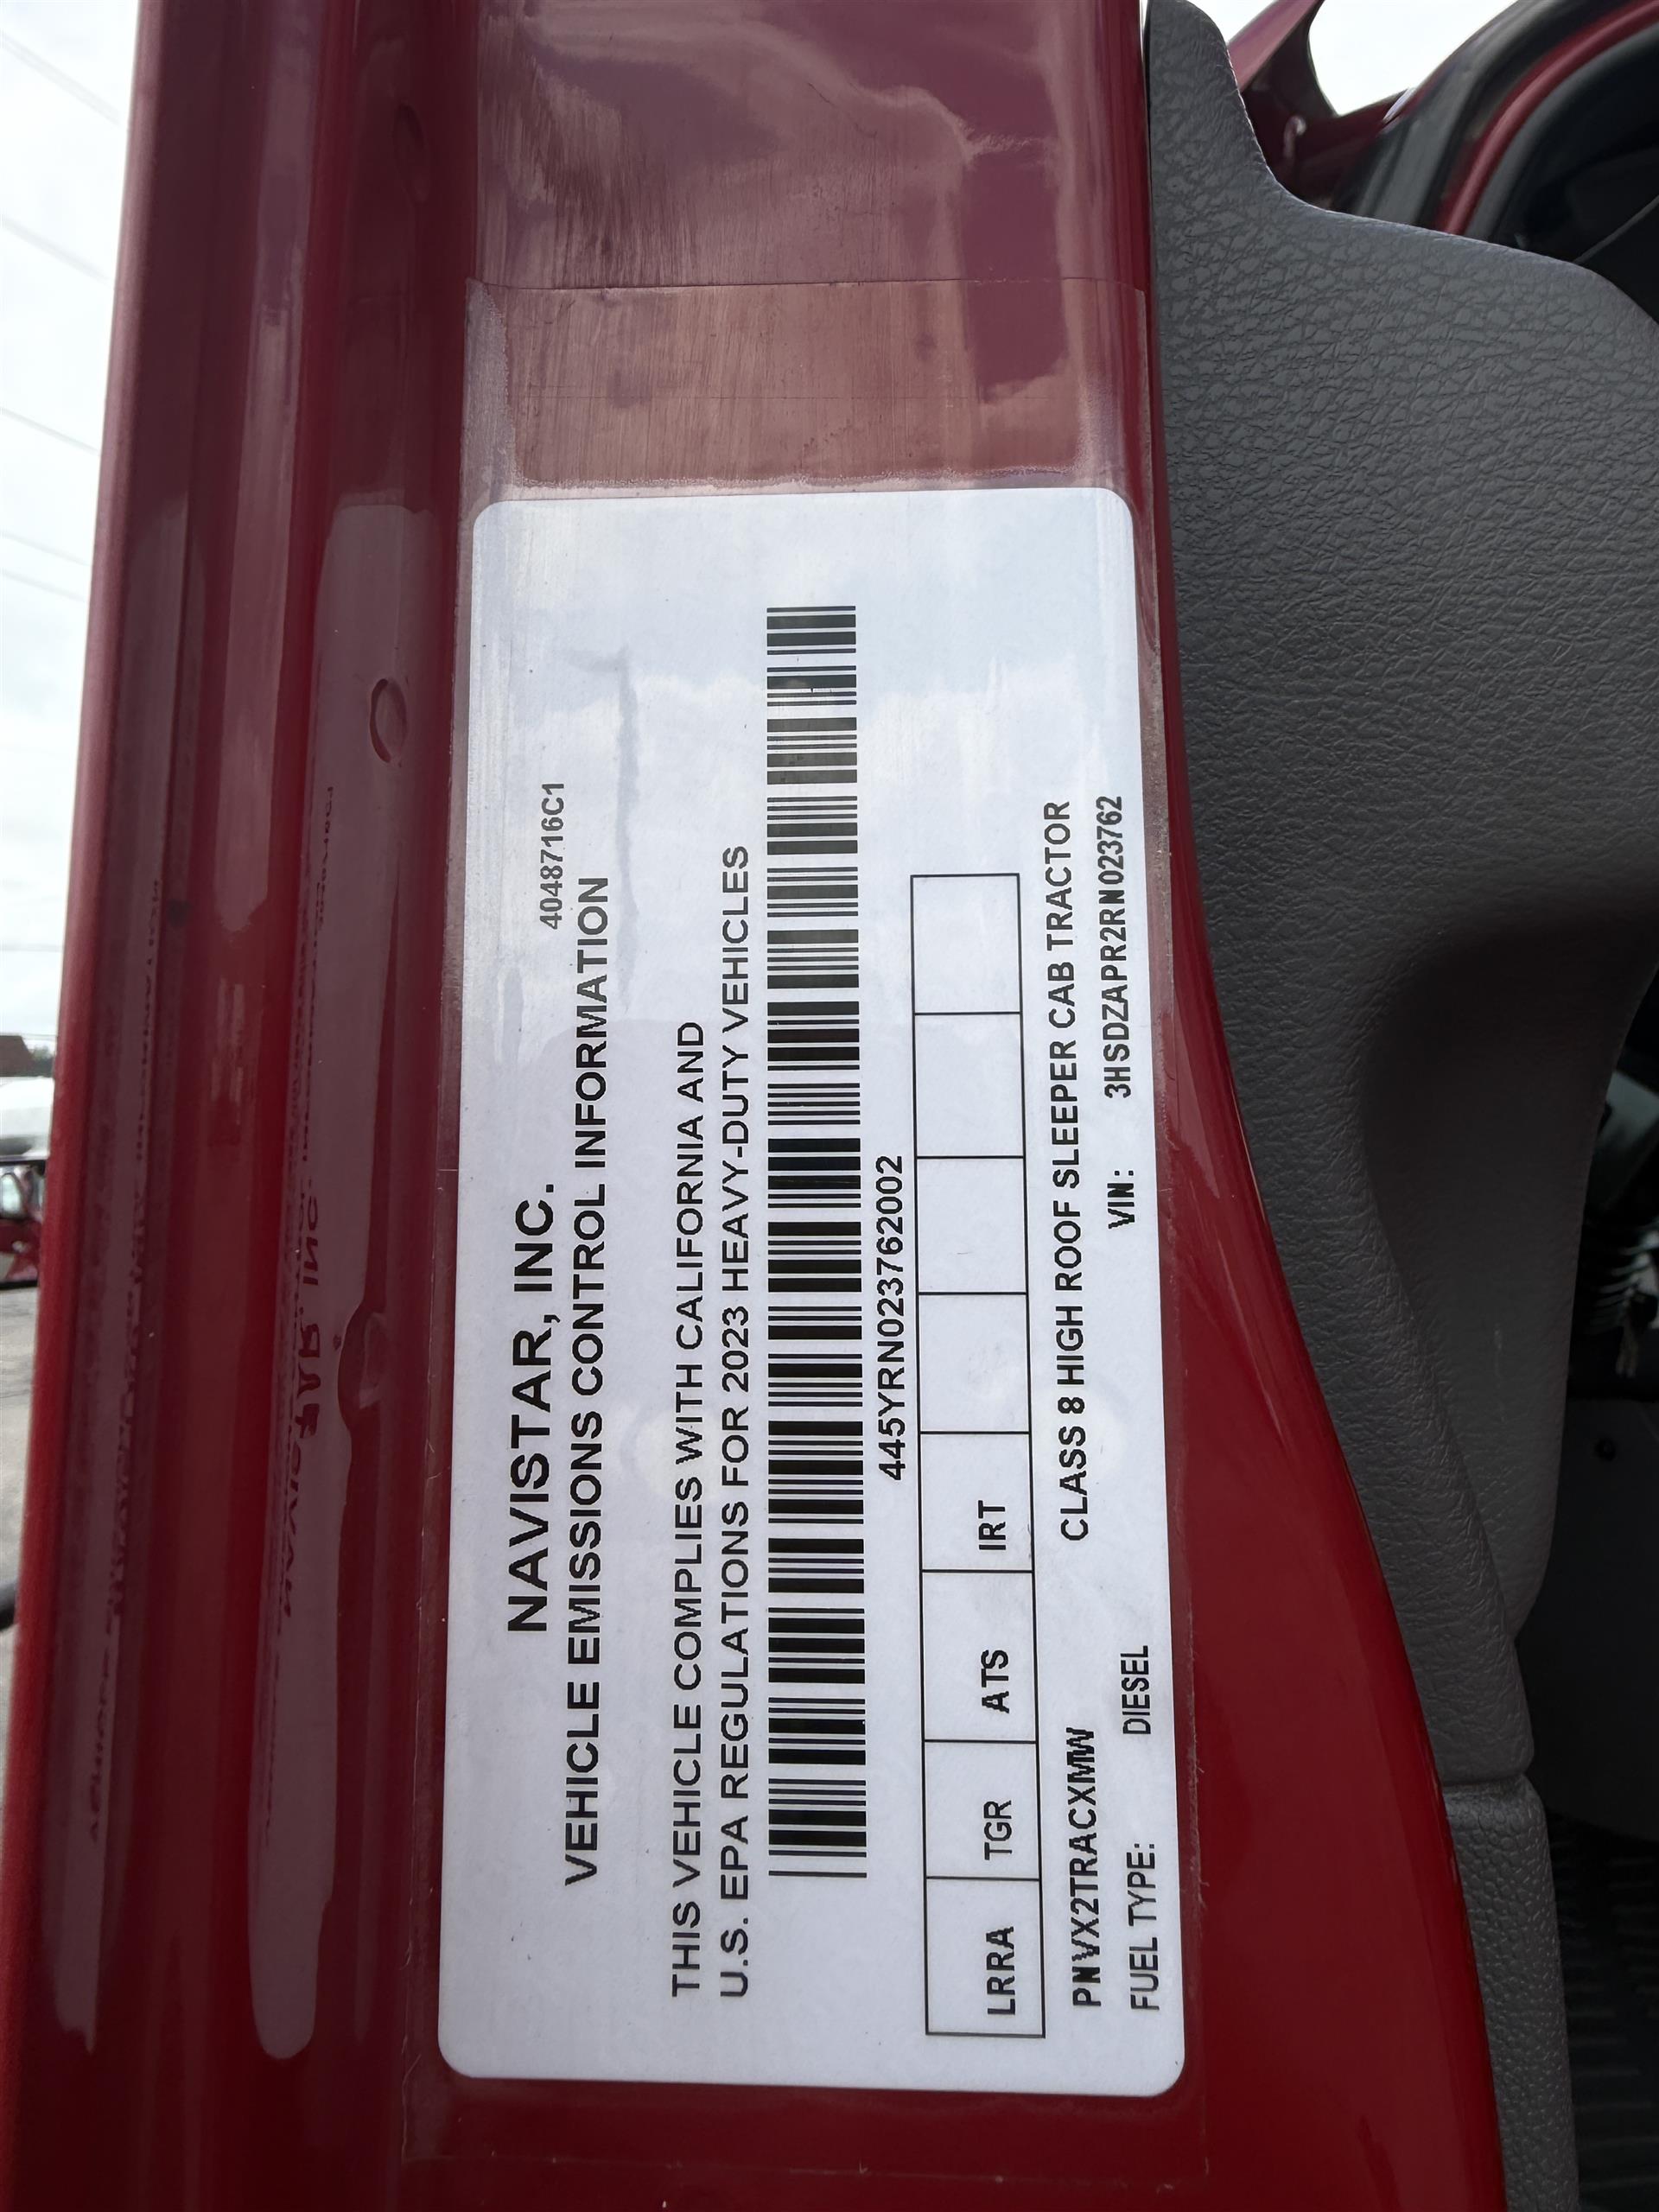 4048716C1
NAVISTAR, INC.
VEHICLE EMISSIONS CONTROL INFORMATION
THIS VEHICLE COMPLIES WITH CALIFORNIA AND
U.S. EPA REGULATIONS FOR 2023 HEAVY-DUTY VEHICLES
445YRN023762002
LRRA TGR ATS IRT
PNVX2TRACXMW CLASS 8 HIGH ROOF SLEEPER CAB TRACTOR
FUEL TYPE: DIESEL VIN: 3HSDZAPR2RN023762